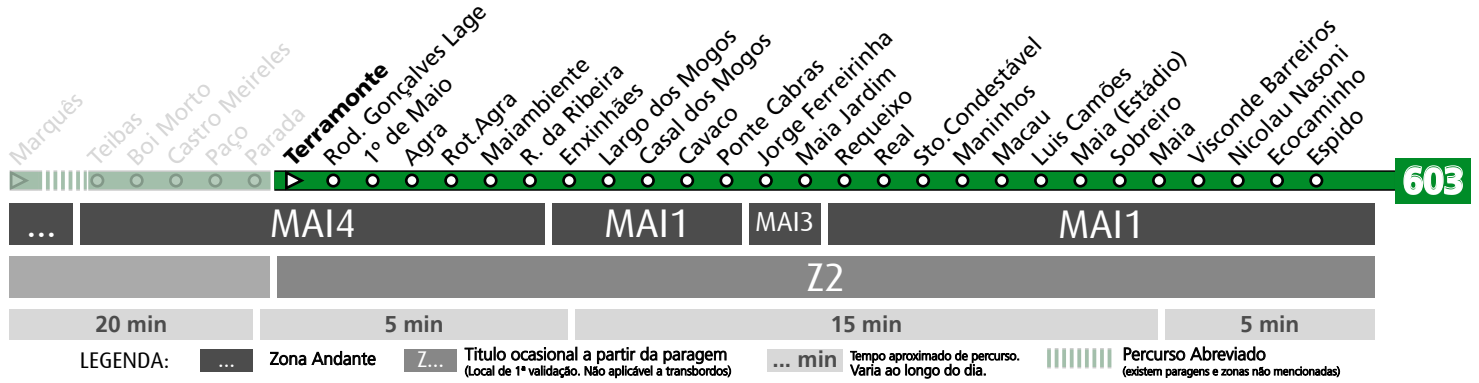 Marquês
Teibas
Boi Morto
Castro Meireles
Paço
Parada
Terramonte
Rod. Gonçalves Lage
1º de Maio
Agra
Rot.Agra
Maiambiente
R. da Ribeira
Enxinhães
Largo dos Mogos
Casal dos Mogos
Cavaco
Ponte Cabras
Jorge Ferreirinha
Maia Jardim
Requeixo
Real
Sto.Condestável
Maninhos
Macau
Luis Camões
Maia (Estádio)
Sobreiro
Maia
Visconde Barreiros
Nicolau Nasoni
Ecocaminho
Espido
603
... MAI4 MAI1 MAI3 MAI1
Z2
20 min 5 min 15 min 5 min
LEGENDA: ... Zona Andante Z... Titulo ocasional a partir da paragem
(Local de 1ª validação. Não aplicável a transbordos)
... min Tempo aproximado de percurso.
Varia ao longo do dia.
Percurso Abreviado
(existem paragens e zonas não mencionadas)